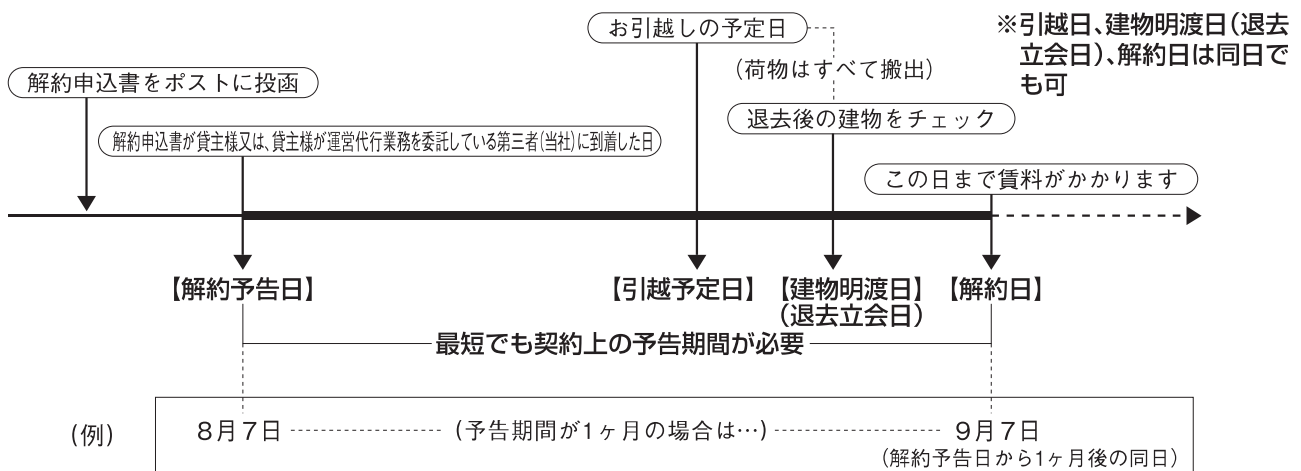 お引越しの予定日
※引越日、建物明渡日(退去
立会日)、解約日は同日で
も可
解約申込書をポストに投函
(荷物はすべて搬出)
退去後の建物をチェック
解約申込書が貸主様又は、貸主様が運営代行業務を委託している第三者(当社)に到着した日
この日まで賃料がかかります
【解約予告日】
【引越予定日】
【建物明渡日】
(退去立会日)
【解約日】
最短でも契約上の予告期間が必要
(例)
8月7日
(予告期間が1ヶ月の場合は…)
9月7日
(解約予告日から1ヶ月後の同日)